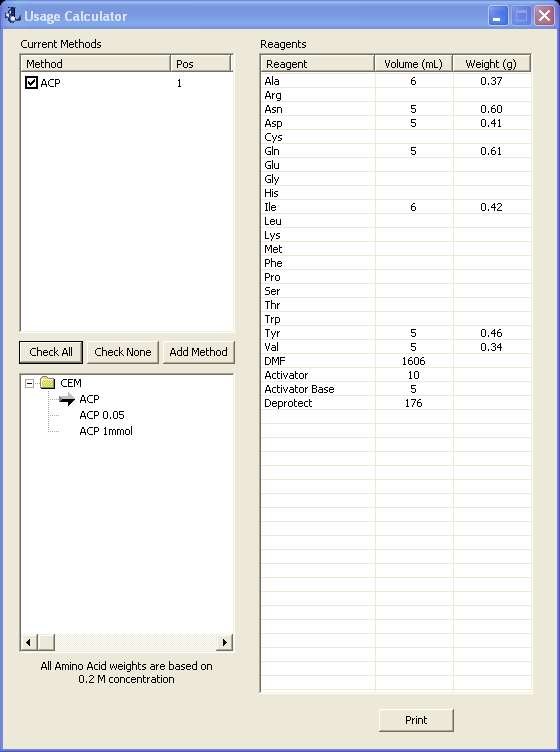 Usage Calculator
Current Methods
Method Pos
ACP 1
Check All Check None Add Method
CEM
ACP
ACP 0.05
ACP 1mmol
All Amino Acid weights are based on
0.2 M concentration
Reagents
Reagent Volume (mL) Weight (g)
Ala 6 0.37
Arg
Asn 5 0.60
Asp 5 0.41
Cys
Gln 5 0.61
Glu
Gly
His
Ile 6 0.42
Leu
Lys
Met
Phe
Pro
Ser
Thr
Trp
Tyr 5 0.46
Val 5 0.34
DMF 1606
Activator 10
Activator Base 5
Deprotect 176
Print